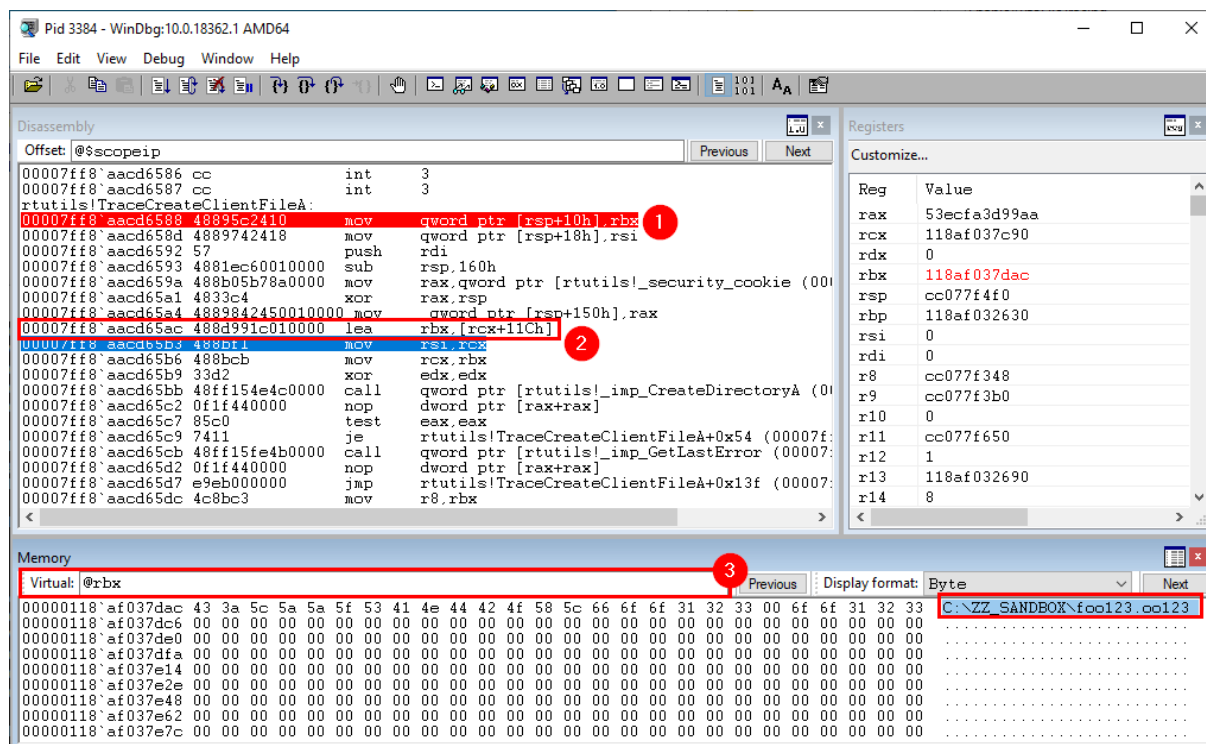 Pid 3384 - WinDbg:10.0.18362.1 AMD64
File Edit View Debug Window Help
Disassembly
Offset: @$scopeip Previous Next
00007ff8`aacd6586 cc int 3
00007ff8`aacd6587 cc int 3
rtutils!TraceCreateClientFileA:
00007ff8`aacd6588 48895c2410 mov qword ptr [rsp+10h],rbx
1
00007ff8`aacd658d 4889742418 mov qword ptr [rsp+18h],rsi
00007ff8`aacd6592 57 push rdi
00007ff8`aacd6593 4881ec60010000 sub rsp,160h
00007ff8`aacd659a 488b05b78a0000 mov rax,qword ptr [rtutils!_security_cookie (00
00007ff8`aacd65a1 4833c4 xor rax,rsp
00007ff8`aacd65a4 4889842450010000 mov qword ptr [rsp+150h],rax
00007ff8`aacd65ac 488d991c010000 lea rbx,[rcx+11Ch]
2
00007ff8`aacd65b3 488bf1 mov rsi,rcx
00007ff8`aacd65b6 488bcb mov rcx,rbx
00007ff8`aacd65b9 33d2 xor edx,edx
00007ff8`aacd65bb 48ff154e4c0000 call qword ptr [rtutils!_imp_CreateDirectoryA (0
00007ff8`aacd65c2 0f1f440000 nop dword ptr [rax+rax]
00007ff8`aacd65c7 85c0 test eax,eax
00007ff8`aacd65c9 7411 je rtutils!TraceCreateClientFileA+0x54 (00007f
00007ff8`aacd65cb 48ff15fe4b0000 call qword ptr [rtutils!_imp_GetLastError (00007
00007ff8`aacd65d2 0f1f440000 nop dword ptr [rax+rax]
00007ff8`aacd65d7 e9eb000000 jmp rtutils!TraceCreateClientFileA+0x13f (00007
00007ff8`aacd65dc 4c8bc3 mov r8,rbx
Registers
Customize...
Reg Value
rax 53ecfa3d99aa
rcx 118af037c90
rdx 0
rbx 118af037dac
rsp cc077f4f0
rbp 118af032630
rsi 0
rdi 0
r8 cc077f348
r9 cc077f3b0
r10 0
r11 cc077f650
r12 1
r13 118af032690
r14 8
Memory
Virtual: @rbx 3 Previous Display format: Byte Next
00000118`af037dac 43 3a 5c 5a 5a 5f 53 41 4e 44 42 4f 58 5c 66 6f 6f 31 32 33 00 6f 6f 31 32 33 C:\ZZ_SANDBOX\foo123.oo123
00000118`af037dc6 00 00 00 00 00 00 00 00 00 00 00 00 00 00 00 00 00 00 00 00 00 00 00 00 00 00 ..........................
00000118`af037de0 00 00 00 00 00 00 00 00 00 00 00 00 00 00 00 00 00 00 00 00 00 00 00 00 00 00 ..........................
00000118`af037dfa 00 00 00 00 00 00 00 00 00 00 00 00 00 00 00 00 00 00 00 00 00 00 00 00 00 00 ..........................
00000118`af037e14 00 00 00 00 00 00 00 00 00 00 00 00 00 00 00 00 00 00 00 00 00 00 00 00 00 00 ..........................
00000118`af037e2e 00 00 00 00 00 00 00 00 00 00 00 00 00 00 00 00 00 00 00 00 00 00 00 00 00 00 ..........................
00000118`af037e48 00 00 00 00 00 00 00 00 00 00 00 00 00 00 00 00 00 00 00 00 00 00 00 00 00 00 ..........................
00000118`af037e62 00 00 00 00 00 00 00 00 00 00 00 00 00 00 00 00 00 00 00 00 00 00 00 00 00 00 ..........................
00000118`af037e7c 00 00 00 00 00 00 00 00 00 00 00 00 00 00 00 00 00 00 00 00 00 00 00 00 00 00 ..........................